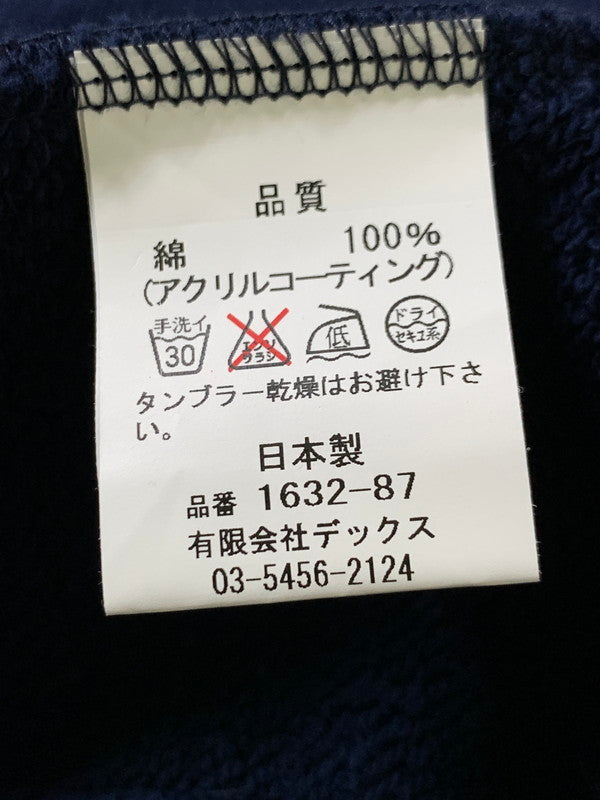 品質
綿 100%
(アクリルコーティング)
手洗イ
30
エンソ
サラシ
低
ドライ
セキユ系
タンブラー乾燥はお避け下さ
い。
日本製
品番 1632-87
有限会社デックス
03-5456-2124